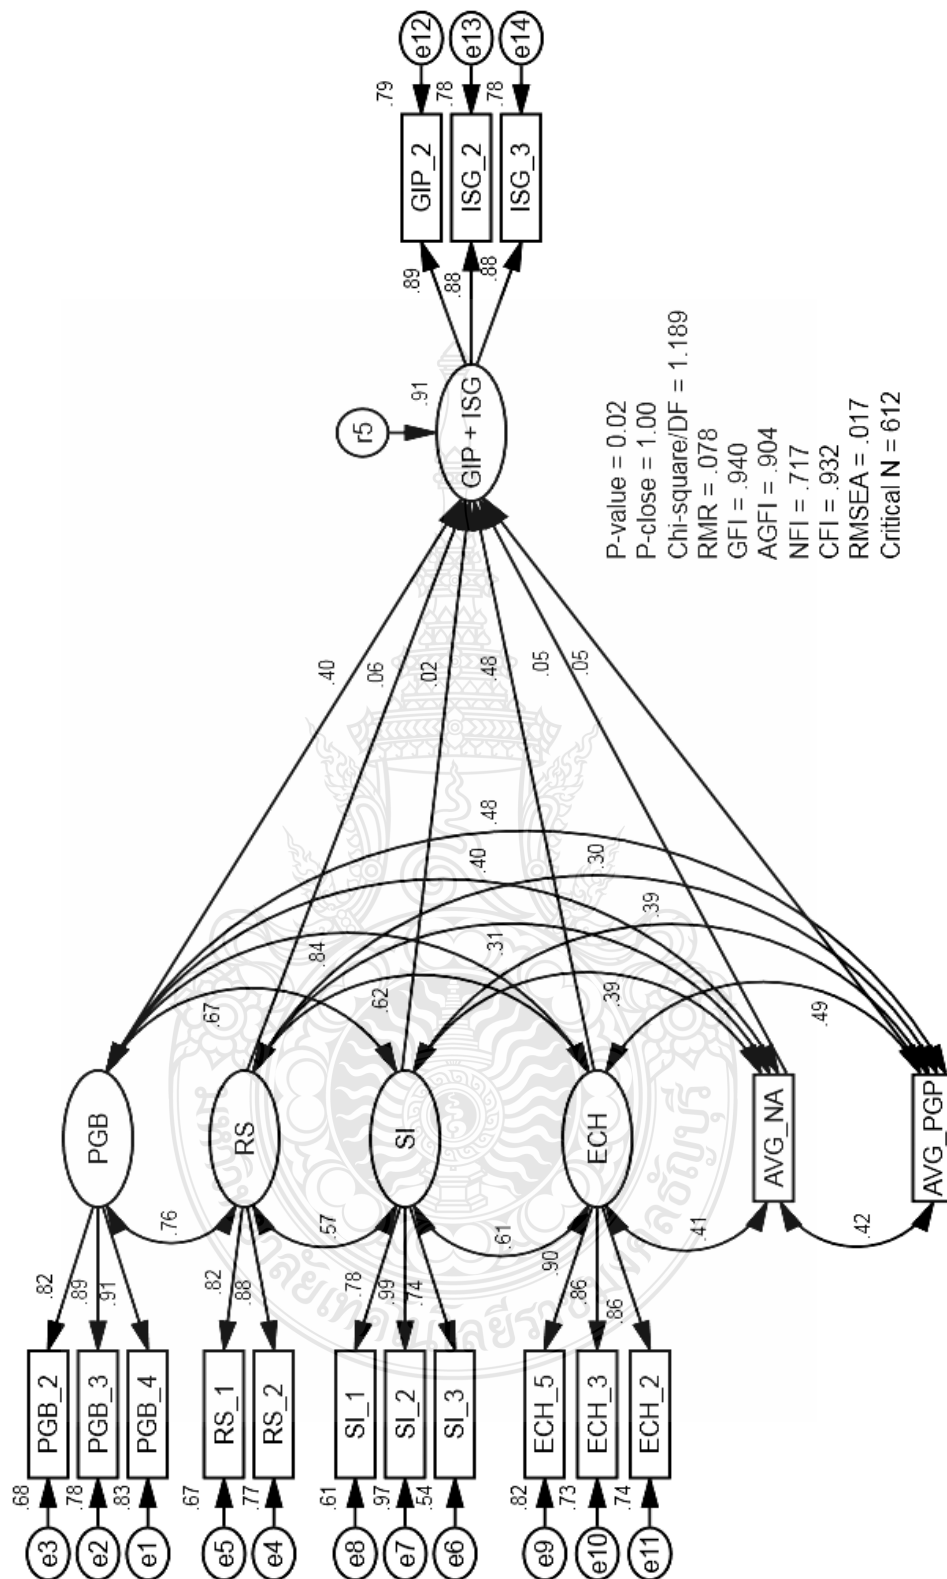 e3
.68
PGB_2
.82
e2
.78
PGB_3
.89
e1
.83
PGB_4
.91
PGB
e5
.67
RS_1
.82
e4
.77
RS_2
.88
RS
e8
.61
SI_1
.78
e7
.97
SI_2
.99
e6
.54
SI_3
.74
SI
e9
.82
ECH_5
.90
e10
.73
ECH_3
.86
e11
.74
ECH_2
.86
ECH
AVG_NA
AVG_PGP
.76
.57
.61
.41
.42
.67
.62
.39
.49
.84
.31
.39
.40
.30
.48
.40
.06
.02
.48
.05
.05
r5
.91
GIP + ISG
.89
GIP_2
.79
e12
.88
ISG_2
.78
e13
.88
ISG_3
.78
e14
P-value = 0.02
P-close = 1.00
Chi-square/DF = 1.189
RMR = .078
GFI = .940
AGFI = .904
NFI = .717
CFI = .932
RMSEA = .017
Critical N = 612